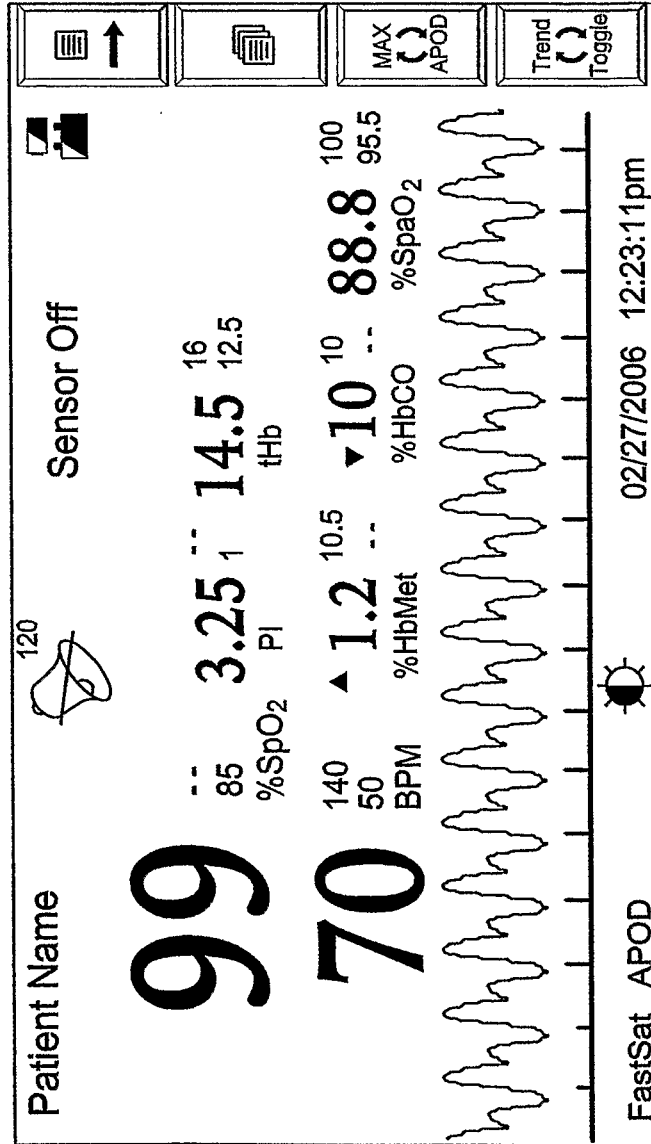 Patient Name 120 Sensor Off
99 -- 85 %SpO2 3.25 -- 1 PI 14.5 16 12.5 tHb
70 140 50 BPM ▲ 1.2 10.5 -- %HbMet ▼10 10 -- %HbCO 88.8 100 95.5 %SpaO2
FastSat APOD 02/27/2006 12:23:11pm
MAX
APOD
Trend
Toggle